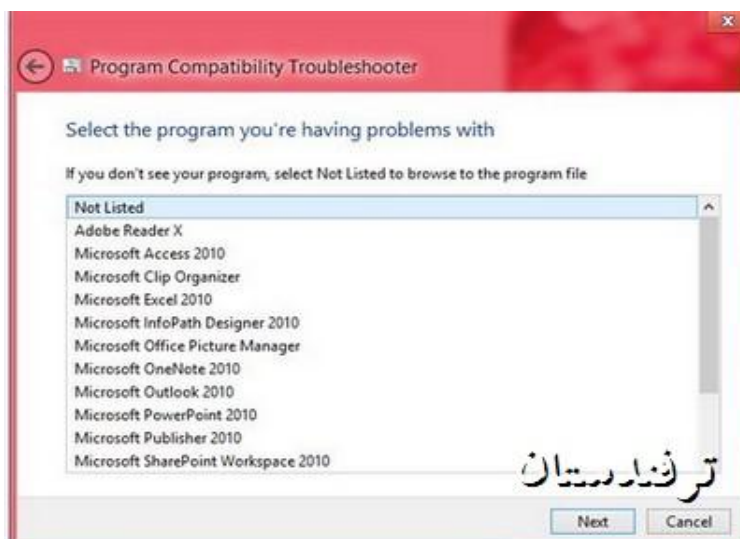 Program Compatibility Troubleshooter
Select the program you're having problems with
If you don't see your program, select Not Listed to browse to the program file
Not Listed
Adobe Reader X
Microsoft Access 2010
Microsoft Clip Organizer
Microsoft Excel 2010
Microsoft InfoPath Designer 2010
Microsoft Office Picture Manager
Microsoft OneNote 2010
Microsoft Outlook 2010
Microsoft PowerPoint 2010
Microsoft Publisher 2010
Microsoft SharePoint Workspace 2010
ترفندستان
Next
Cancel